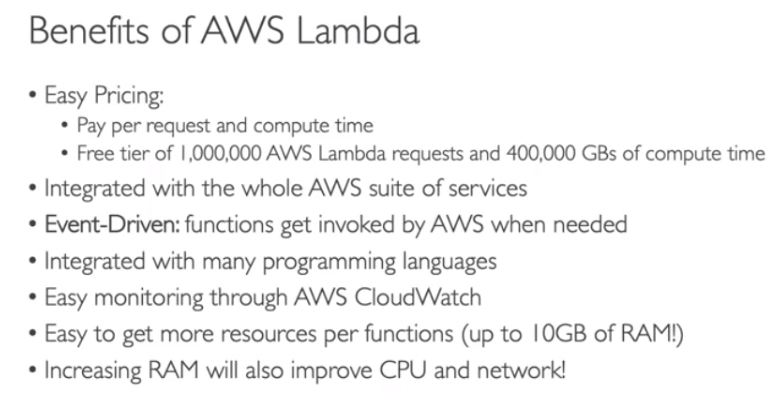 Benefits of AWS Lambda
• Easy Pricing:
• Pay per request and compute time
• Free tier of 1,000,000 AWS Lambda requests and 400,000 GBs of compute time
• Integrated with the whole AWS suite of services
• Event-Driven: functions get invoked by AWS when needed
• Integrated with many programming languages
• Easy monitoring through AWS CloudWatch
• Easy to get more resources per functions (up to 10GB of RAM!)
• Increasing RAM will also improve CPU and network!